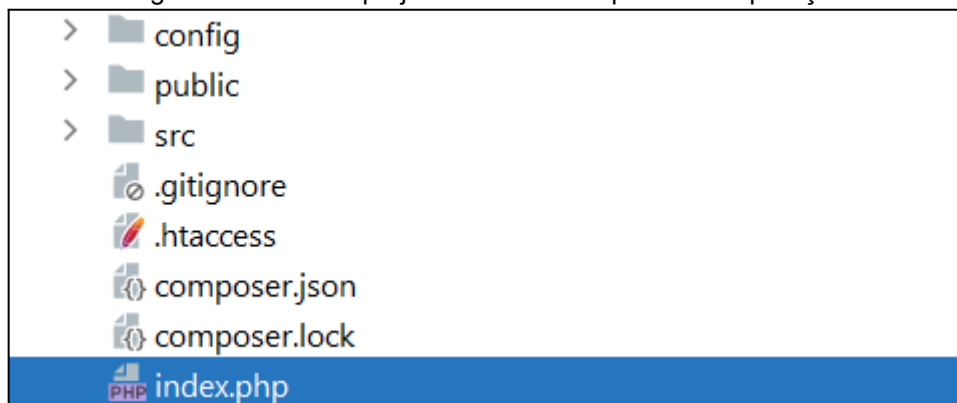 config
public
src
.gitignore
.htaccess
composer.json
composer.lock
PHP index.php